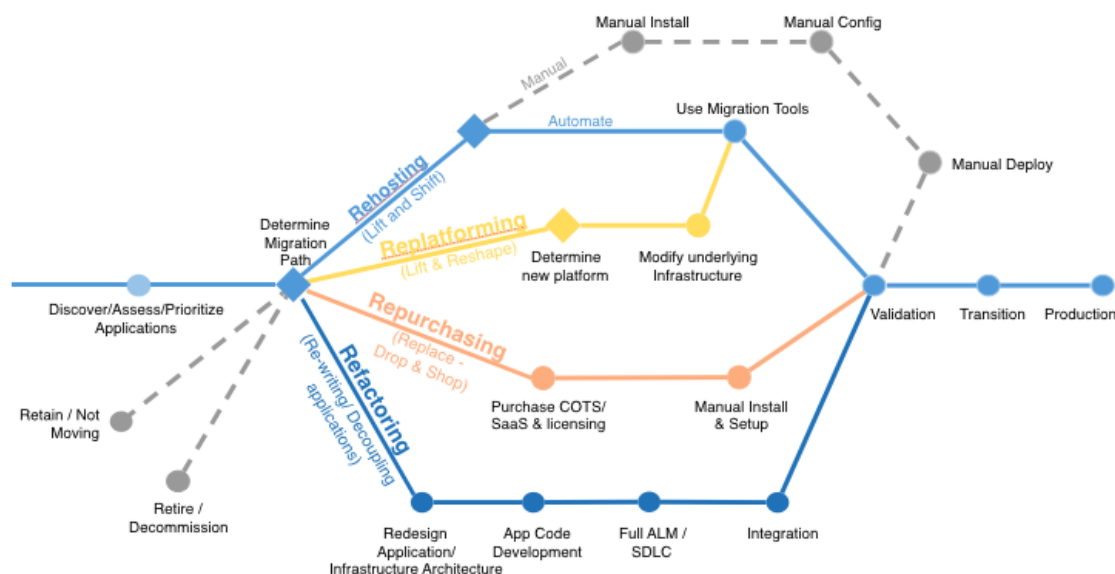 Manual Install
Manual Config
Manual
Automate
Use Migration Tools
Manual Deploy
Rehosting
(Lift and Shift)
Determine
Migration
Path
Replatforming
(Lift & Reshape)
Determine
new platform
Modify underlying
Infrastructure
Discover/Assess/Prioritize
Applications
Repurchasing
(Replace -
Drop & Shop)
Validation
Transition
Production
Refactoring
(Re-writing/ Decoupling
applications)
Purchase COTS/
SaaS & licensing
Manual Install
& Setup
Retain / Not
Moving
Retire /
Decommission
Redesign
Application/
Infrastructure Architecture
App Code
Development
Full ALM /
SDLC
Integration